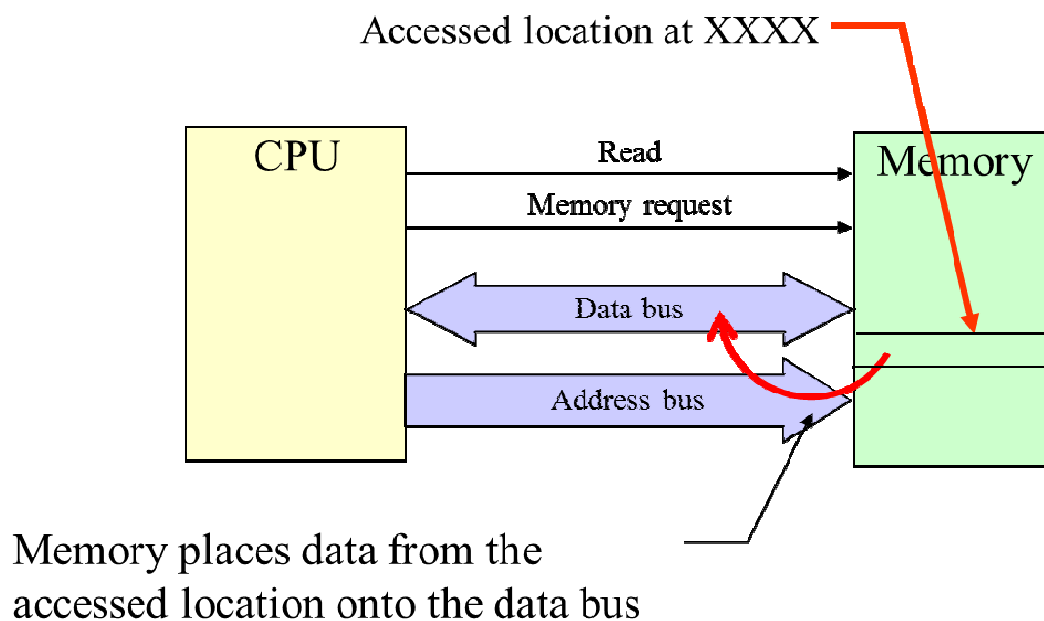 Accessed location at XXXX
CPU
Memory
Read
Memory request
Data bus
Address bus
Memory places data from the
accessed location onto the data bus